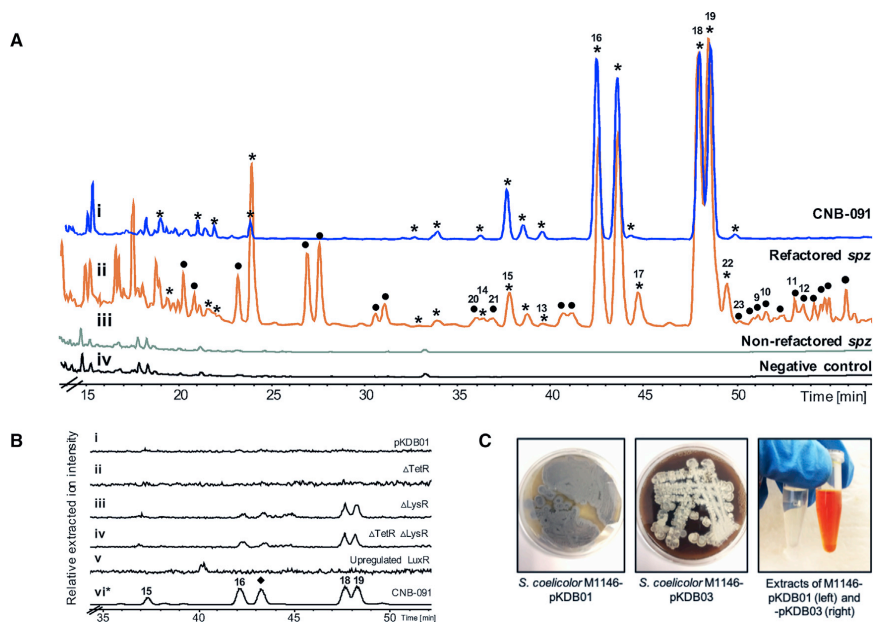 A
16
*
*
19
18 *
*
*
i
* * * * * * * * * * *
CNB-091
Refactored spz
ii
* * * 20 14 21 15 * 13 * 17 * 22 * 23 9 10 11 12
iii
Non-refactored spz
iv
Negative control
15 20 25 30 35 40 45 50 Time [min]
B
Relative extracted ion intensity
i pKDB01
ii ΔTetR
iii ΔLysR
iv ΔTetR ΔLysR
v Upregulated LuxR
vi* 15 16 ◆ 18 19 CNB-091
35 40 45 50 Time [min]
C
S. coelicolor M1146-
pKDB01
S. coelicolor M1146-
pKDB03
Extracts of M1146-
pKDB01 (left) and
-pKDB03 (right)